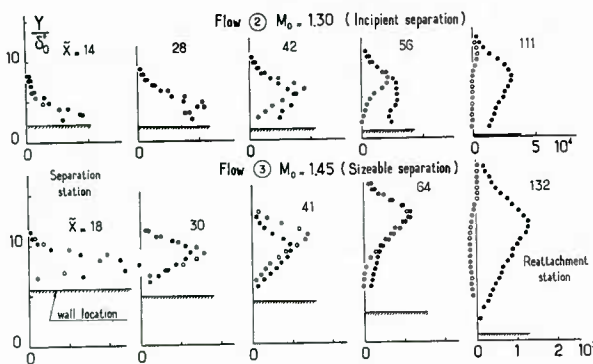 Flow ② M₀ = 1.30 (Incipient separation)
Y
δ₀*
x̃ = 14
28
42
56
111
10
0
0 0 0 0 0 5 10⁴
Flow ③ M₀ = 1.45 (Sizeable separation)
Separation station
x̃ = 18
30
41
64
132
10
Reattachment station
wall location
0
0 0 0 0 0 1 2